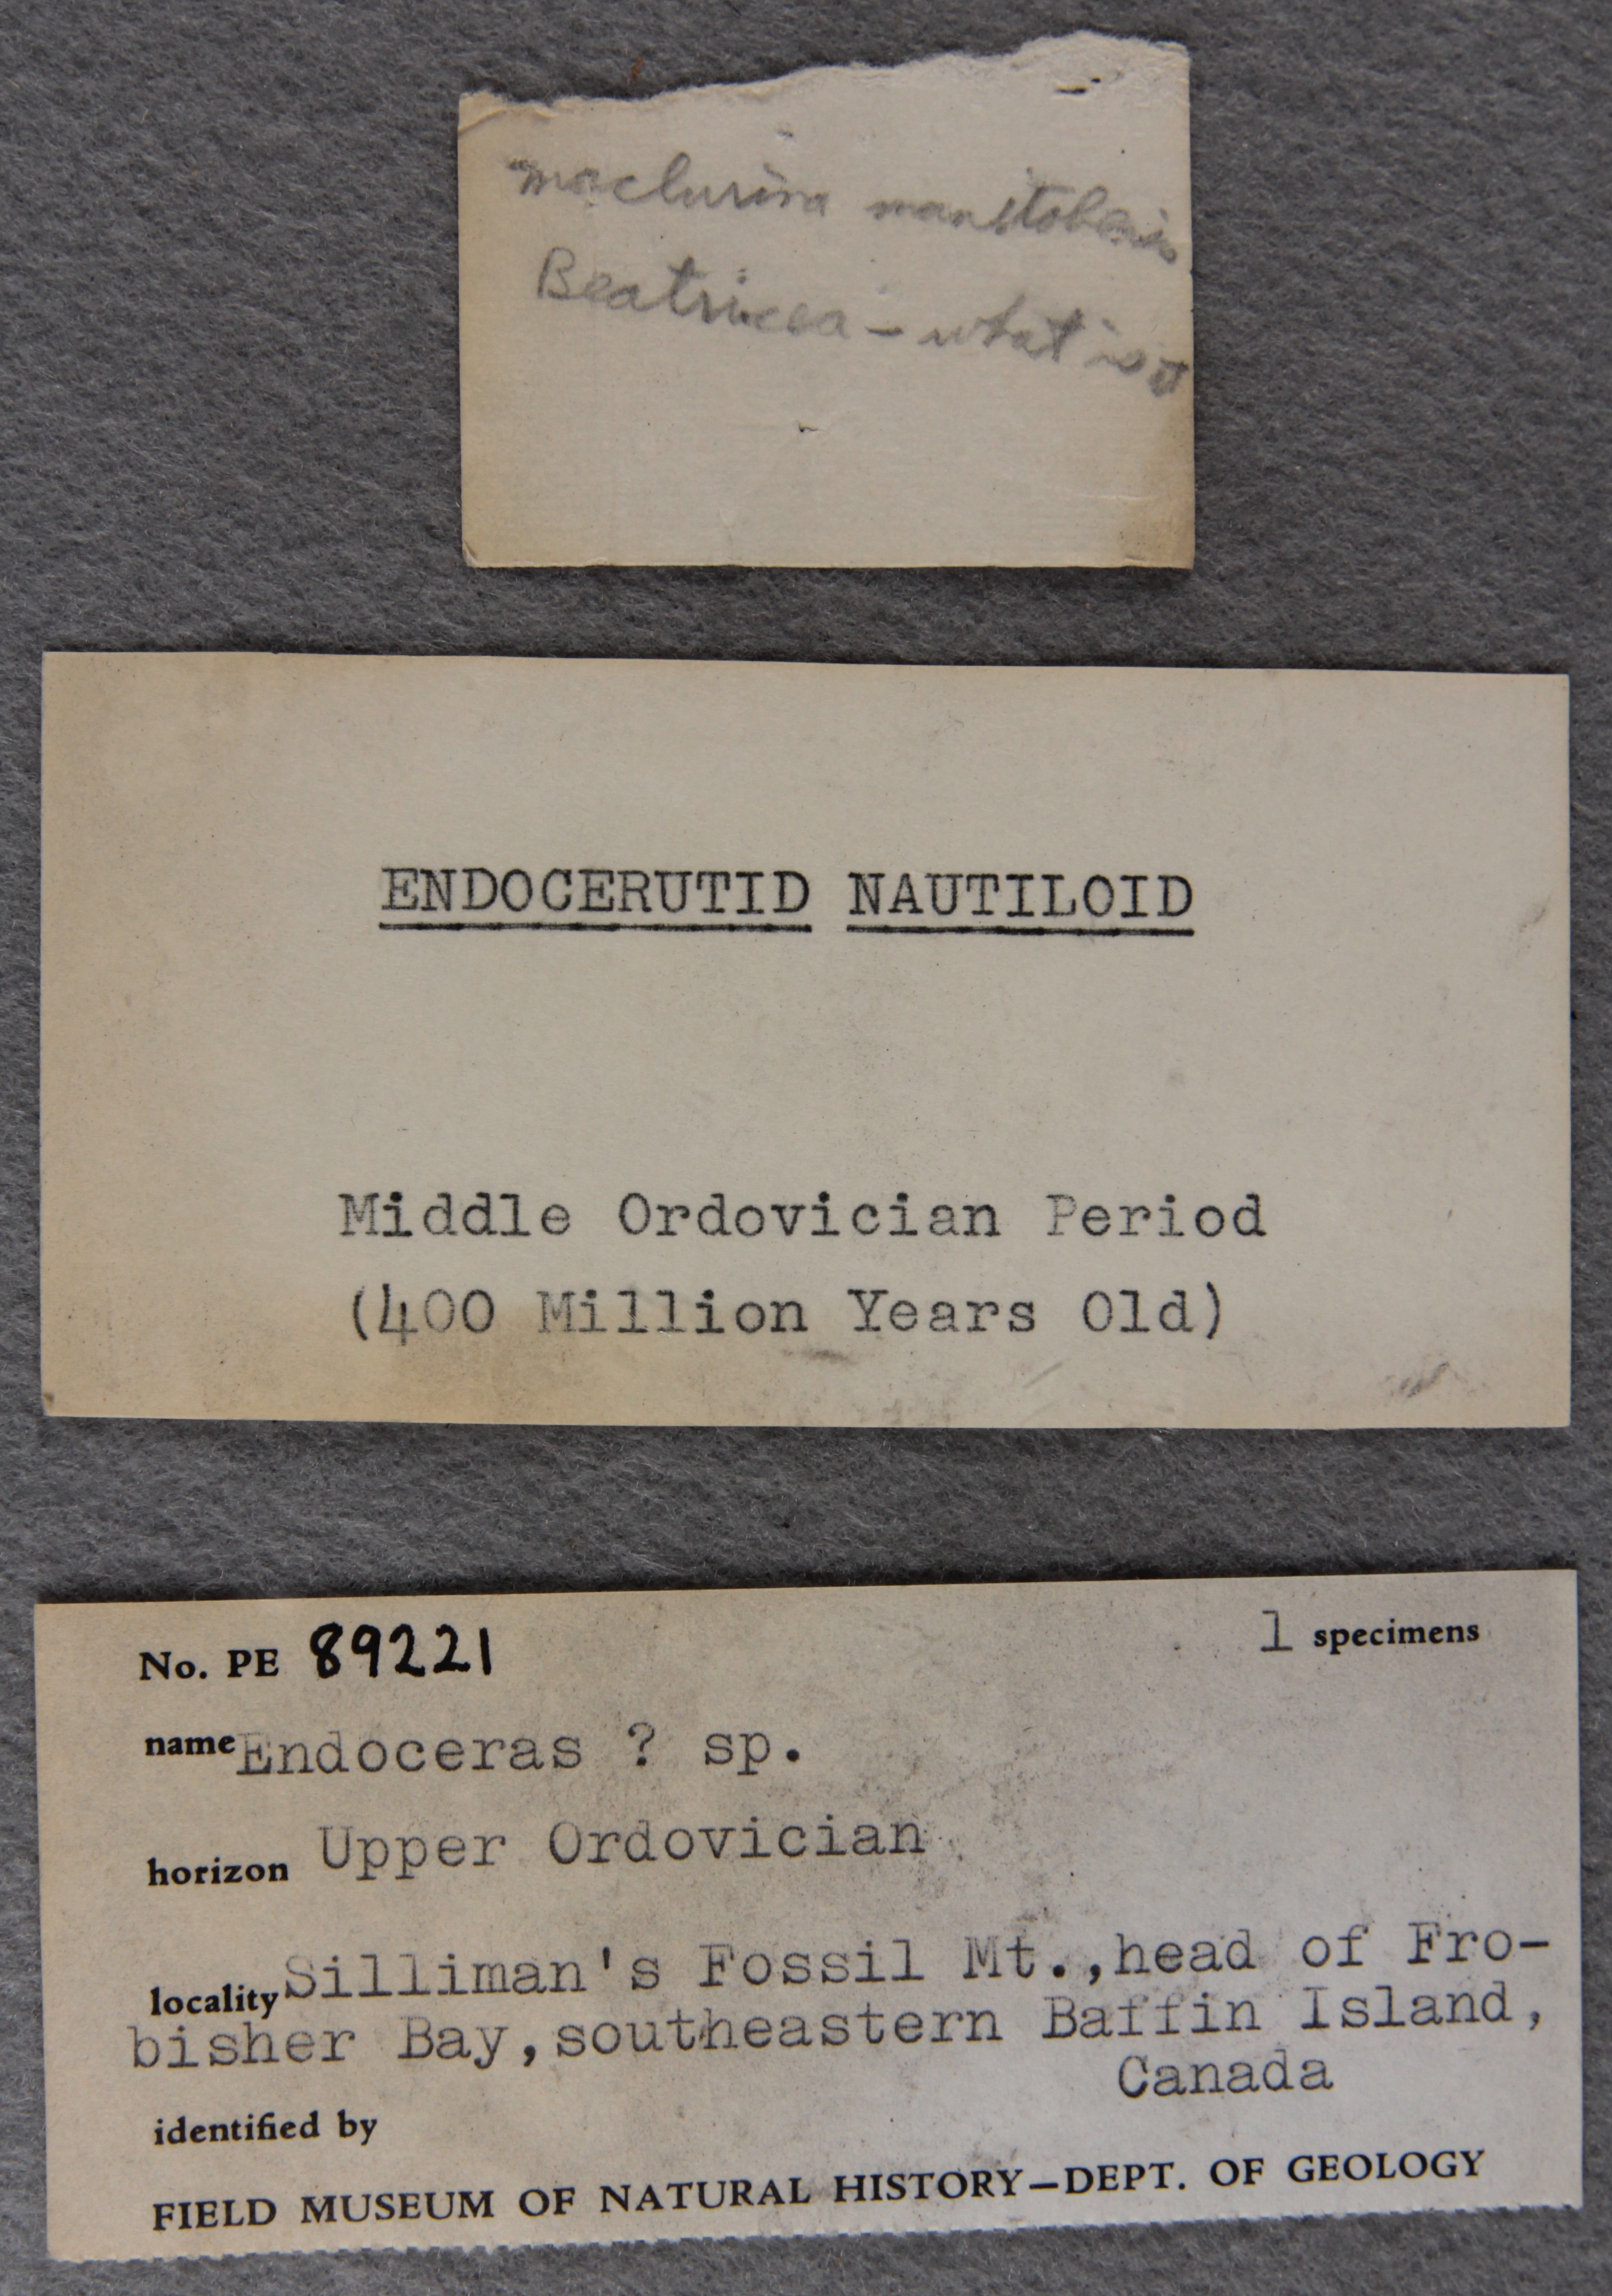 maclurina manitobensis
Beatricea - what is it
ENDOCERUTID NAUTILOID
Middle Ordovician Period
(400 Million Years Old)
No. PE 89221 1 specimens
name Endoceras ? sp.
horizon Upper Ordovician
locality Silliman's Fossil Mt.,head of Fro-
bisher Bay,southeastern Baffin Island,
Canada
identified by
FIELD MUSEUM OF NATURAL HISTORY—DEPT. OF GEOLOGY